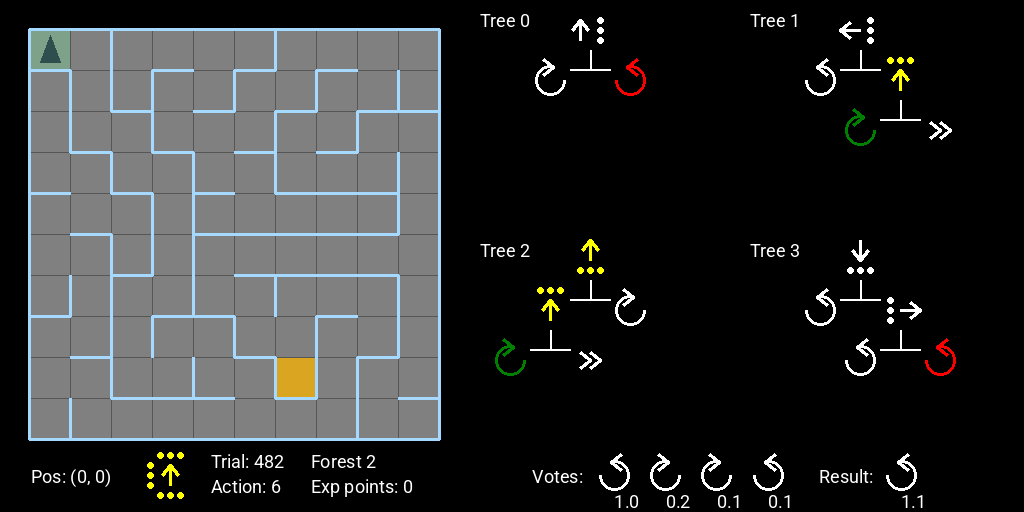 Tree 0
Tree 1
Tree 2
Tree 3
Pos: (0, 0)
Trial: 482
Forest 2
Action: 6
Exp points: 0
Votes:
1.0
0.2
0.1
0.1
Result:
1.1